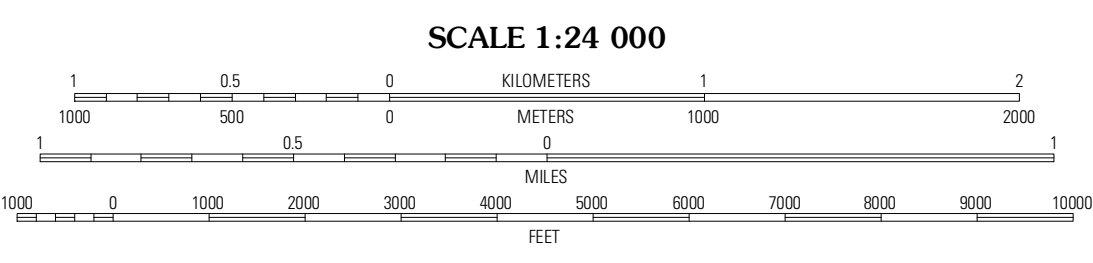 SCALE 1:24 000
1 0.5 0 KILOMETERS 1 2
1000 500 0 METERS 1000 2000
1 0.5 0 1
MILES
1000 0 1000 2000 3000 4000 5000 6000 7000 8000 9000 10000
FEET